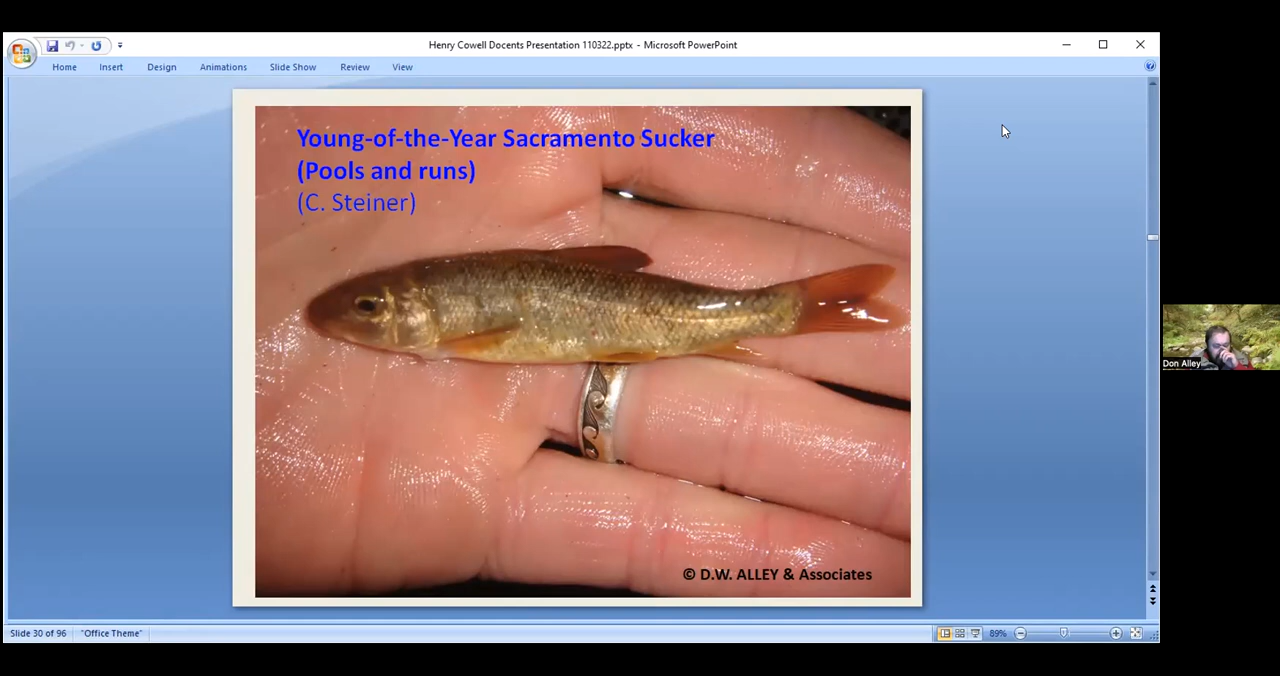 Henry Cowell Docents Presentation 110322.pptx - Microsoft PowerPoint
Home Insert Design Animations Slide Show Review View
Young-of-the-Year Sacramento Sucker
(Pools and runs)
(C. Steiner)
Don Alley
© D.W. ALLEY & Associates
Slide 30 of 96 "Office Theme" 89%